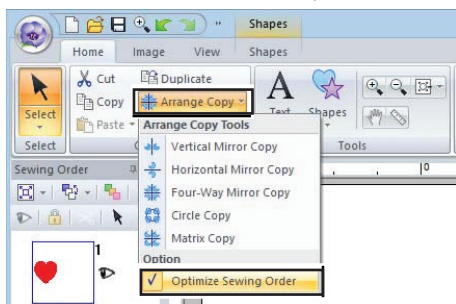 Shapes
Home Image View Shapes
Cut Duplicate
Copy Arrange Copy
Paste Text Shapes
Select
Select Tools
Arrange Copy Tools
Vertical Mirror Copy
Horizontal Mirror Copy
Four-Way Mirror Copy
Circle Copy
Matrix Copy
Option
Optimize Sewing Order
Sewing Order
0
1